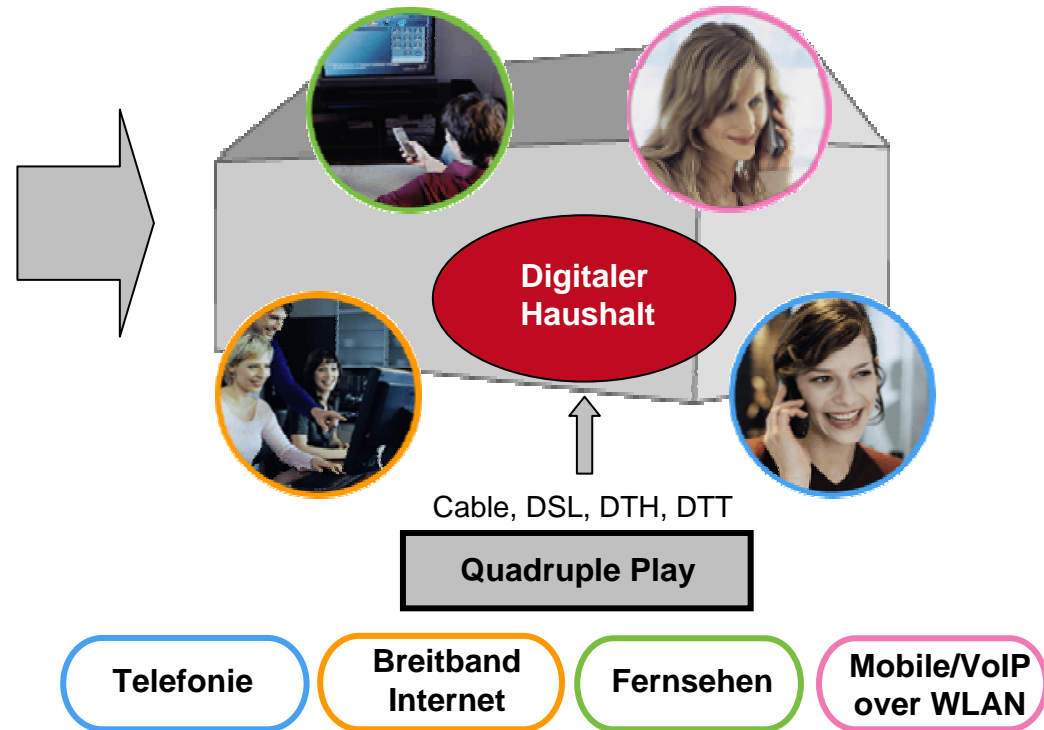 Digitaler
Haushalt
Cable, DSL, DTH, DTT
Quadruple Play
Telefonie
Breitband
Internet
Fernsehen
Mobile/VoIP
over WLAN